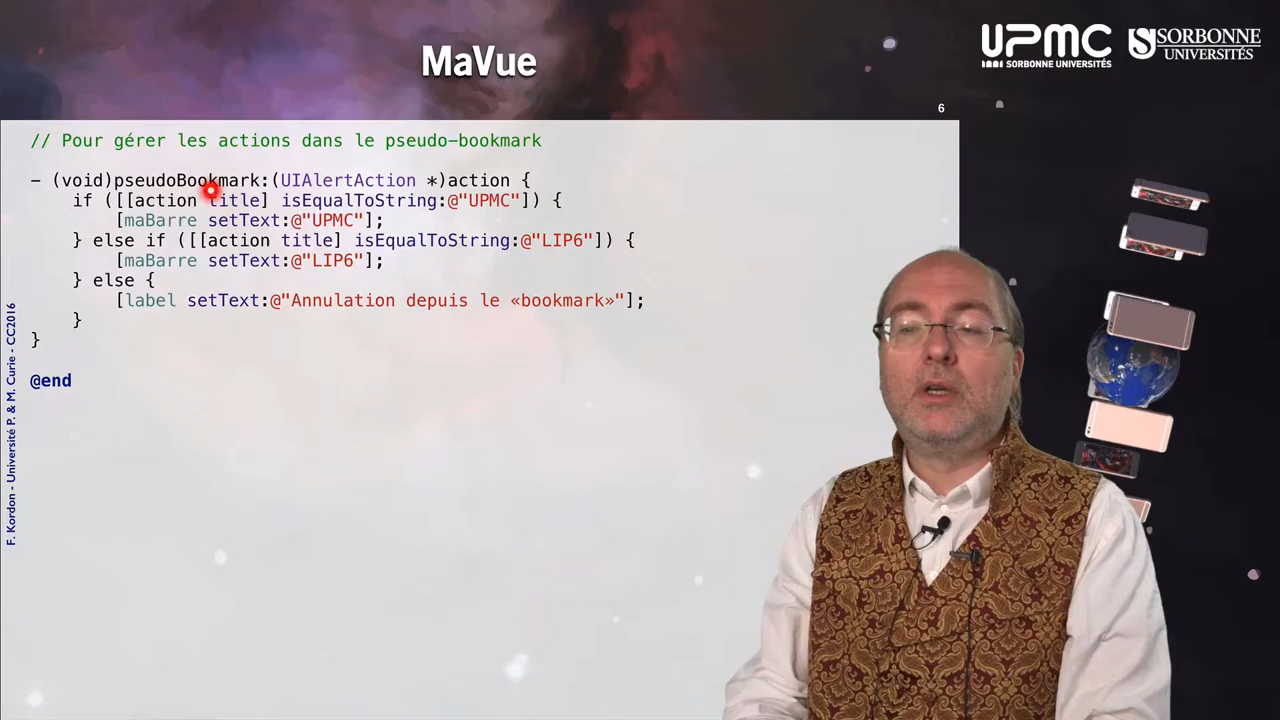 MaVue
UPMC
SORBONNE UNIVERSITÉS
SORBONNE
UNIVERSITÉS
6
// Pour gérer les actions dans le pseudo-bookmark
- (void)pseudoBookmark:(UIAlertAction *)action {
if ([[action title] isEqualToString:@"UPMC"]) {
[maBarre setText:@"UPMC"];
} else if ([[action title] isEqualToString:@"LIP6"]) {
[maBarre setText:@"LIP6"];
} else {
[label setText:@"Annulation depuis le «bookmark»"];
}
}
@end
F. Kordon - Université P. & M. Curie - CC2016